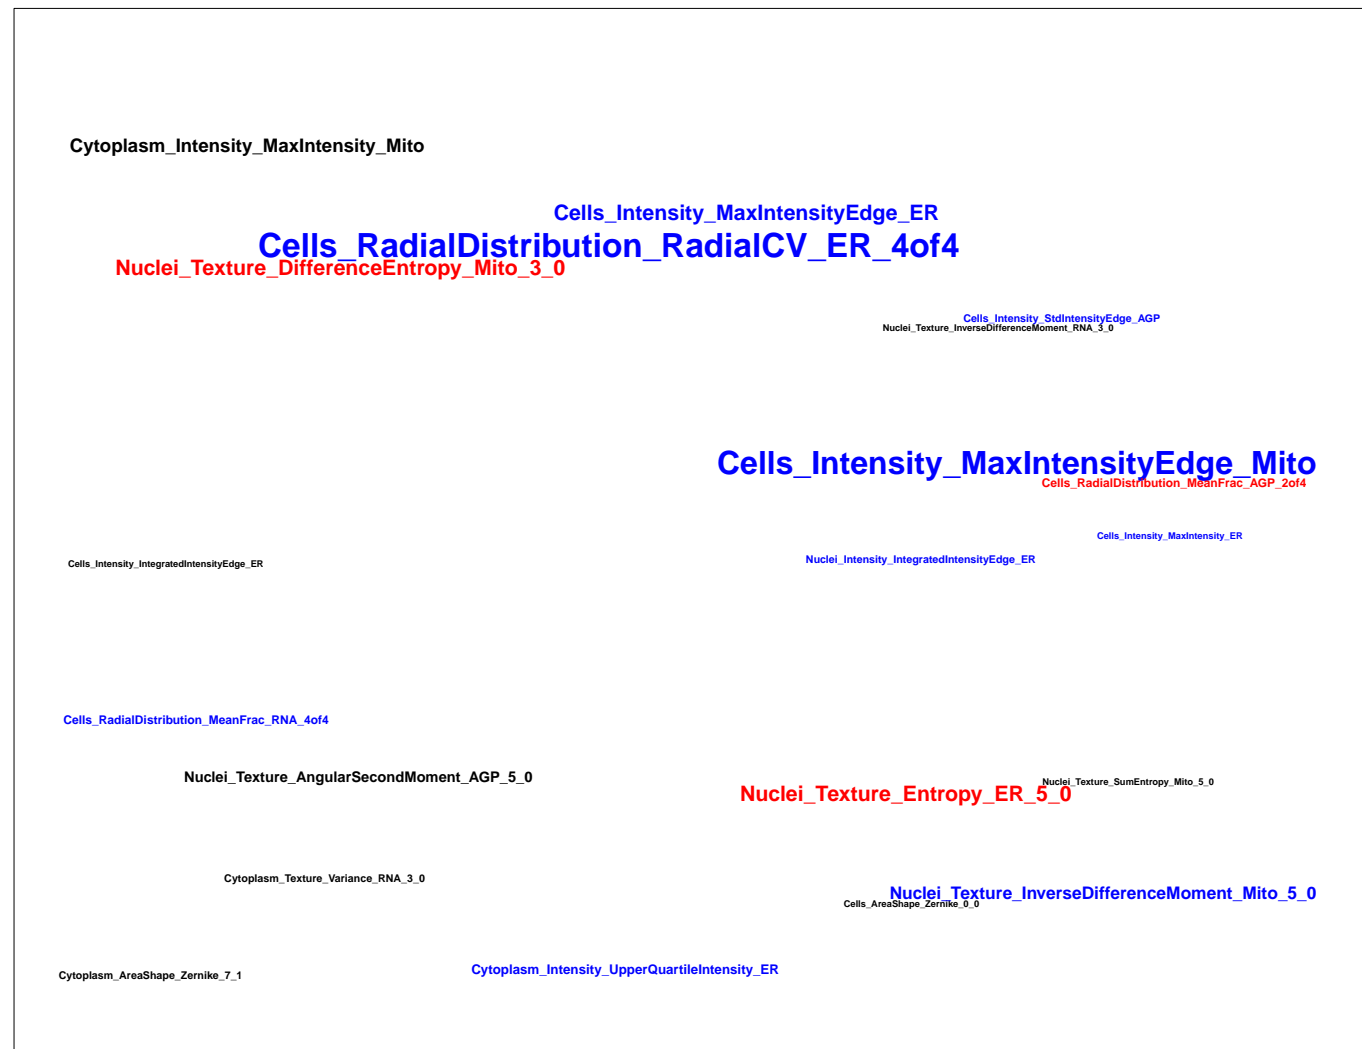 Cytoplasm_Intensity_MaxIntensity_Mito
Cells_Intensity_MaxIntensityEdge_ER
Cells_RadialDistribution_RadialCV_ER_4of4
Nuclei_Texture_DifferenceEntropy_Mito_3_0
Cells_Intensity_StdIntensityEdge_AGP
Nuclei_Texture_InverseDifferenceMoment_RNA_3_0
Cells_Intensity_MaxIntensityEdge_Mito
Cells_RadialDistribution_MeanFrac_AGP_2of4
Cells_Intensity_MaxIntensity_ER
Nuclei_Intensity_IntegratedIntensityEdge_ER
Cells_Intensity_IntegratedIntensityEdge_ER
Cells_RadialDistribution_MeanFrac_RNA_4of4
Nuclei_Texture_AngularSecondMoment_AGP_5_0
Nuclei_Texture_SumEntropy_Mito_5_0
Nuclei_Texture_Entropy_ER_5_0
Cytoplasm_Texture_Variance_RNA_3_0
Nuclei_Texture_InverseDifferenceMoment_Mito_5_0
Cells_AreaShape_Zernike_0_0
Cytoplasm_Intensity_UpperQuartileIntensity_ER
Cytoplasm_AreaShape_Zernike_7_1